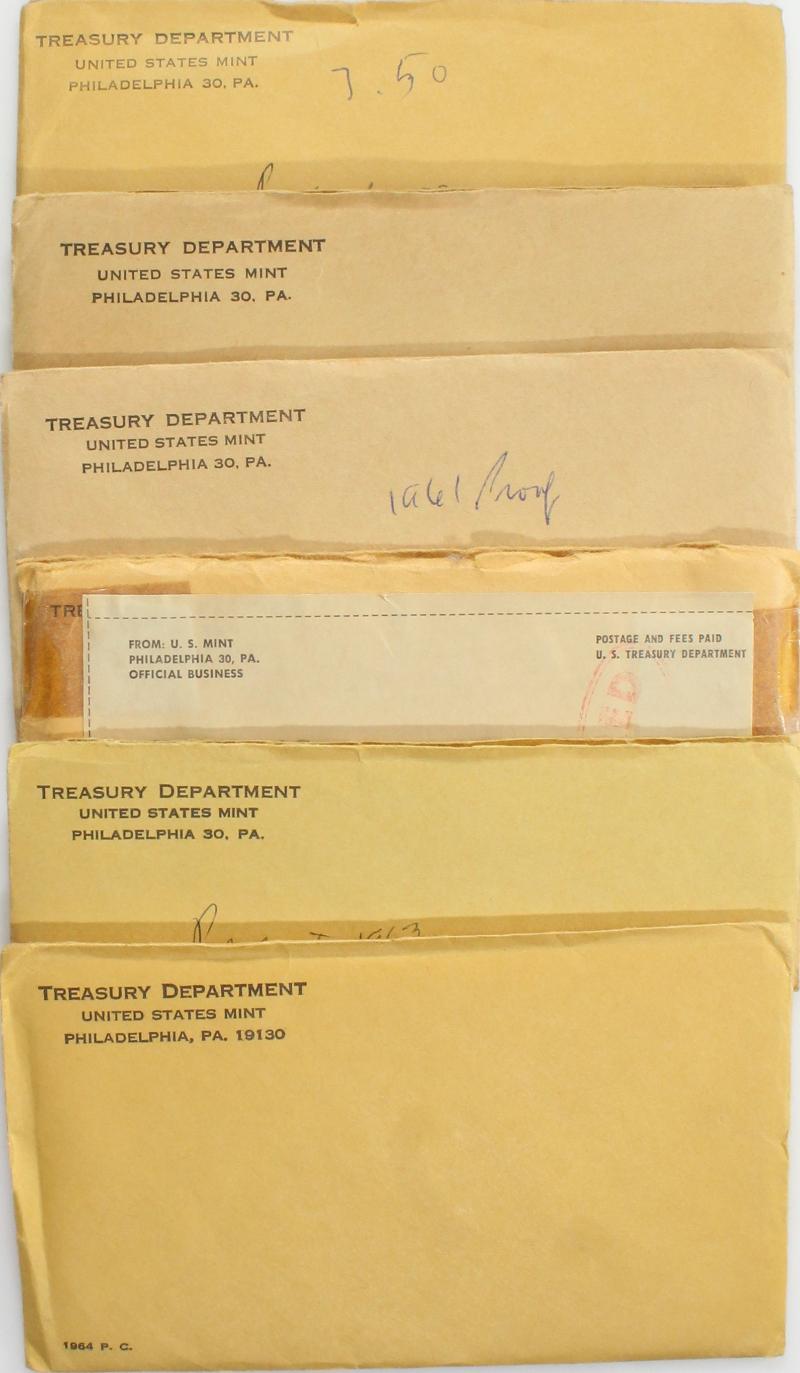 TREASURY DEPARTMENT
UNITED STATES MINT
PHILADELPHIA 30, PA.
7.50
TREASURY DEPARTMENT
UNITED STATES MINT
PHILADELPHIA 30, PA.
TREASURY DEPARTMENT
UNITED STATES MINT
PHILADELPHIA 30, PA.
1961 Proof
TRE
FROM: U. S. MINT
PHILADELPHIA 30, PA.
OFFICIAL BUSINESS
POSTAGE AND FEES PAID
U. S. TREASURY DEPARTMENT
TREASURY DEPARTMENT
UNITED STATES MINT
PHILADELPHIA 30, PA.
1963
TREASURY DEPARTMENT
UNITED STATES MINT
PHILADELPHIA, PA. 19130
1964 P. C.